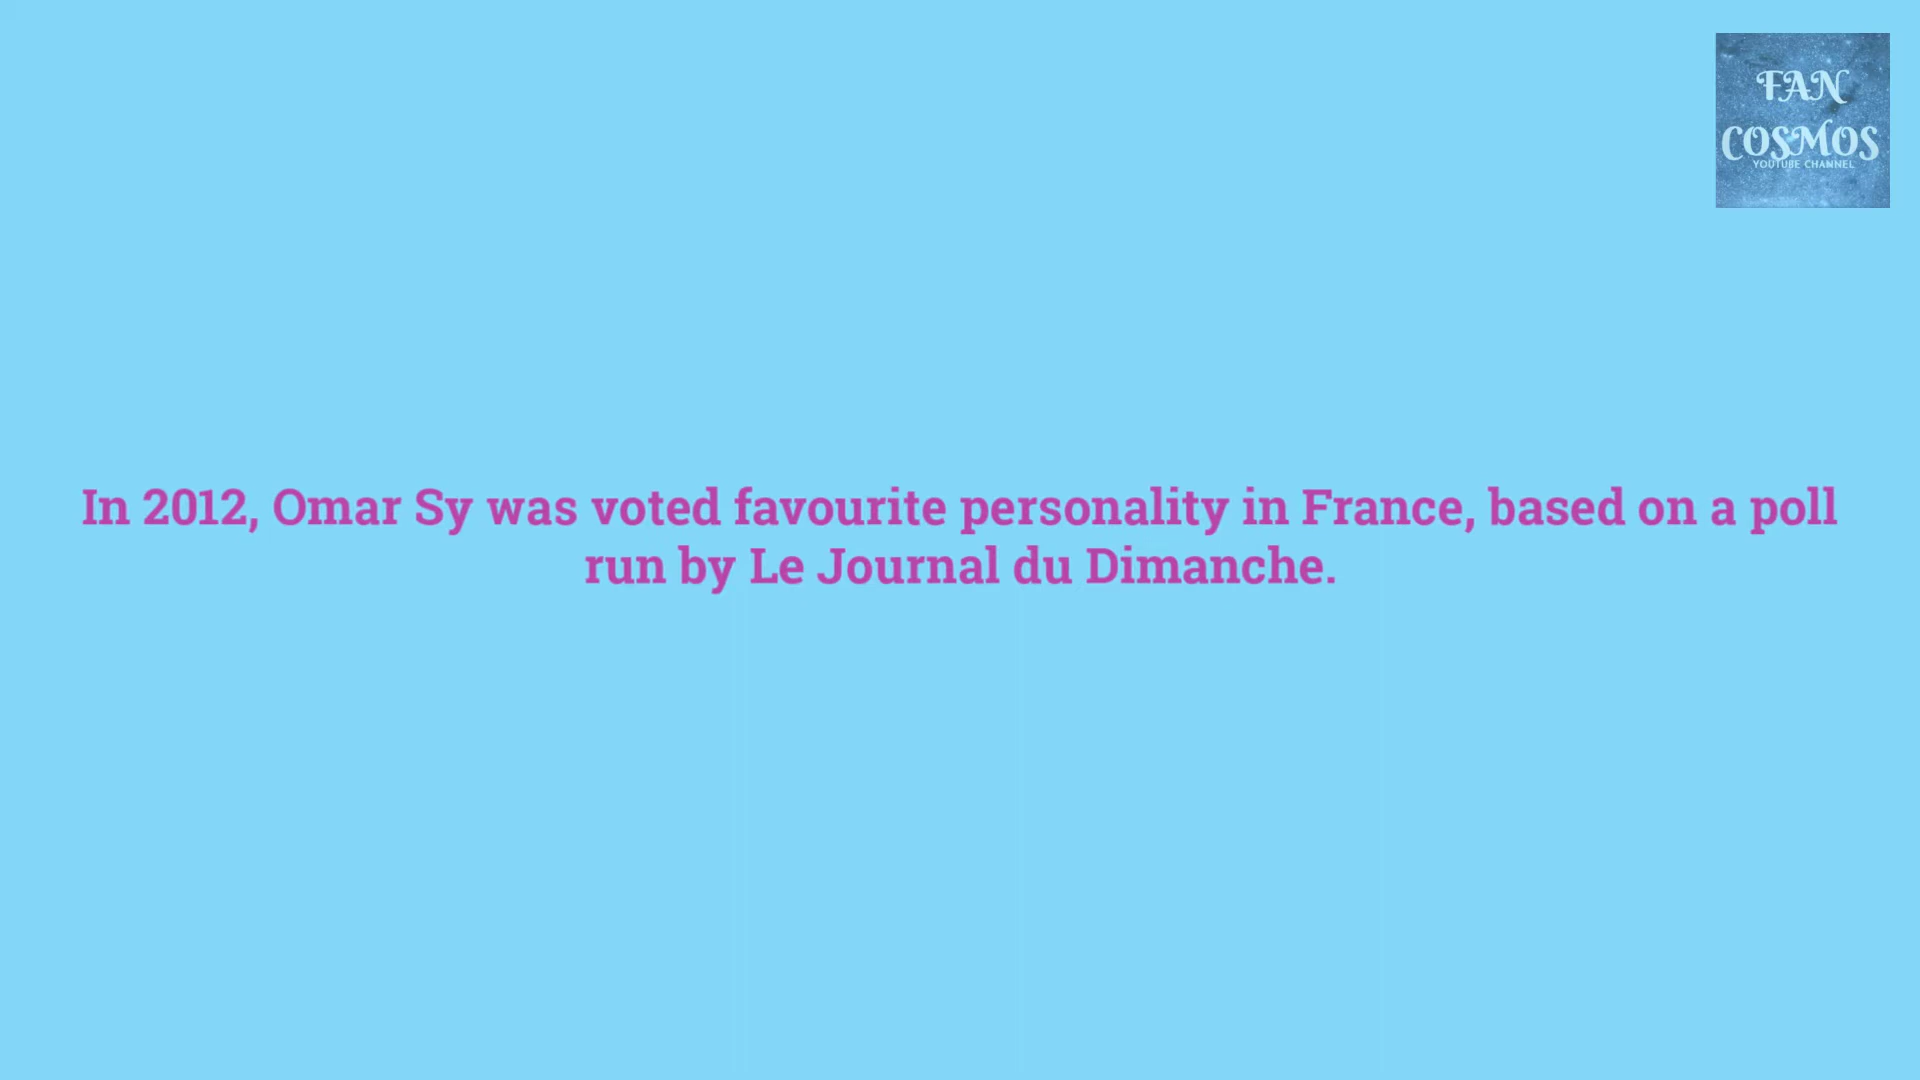 FAN
COSMOS
YOUTUBE CHANNEL
In 2012, Omar Sy was voted favourite personality in France, based on a poll
run by Le Journal du Dimanche.